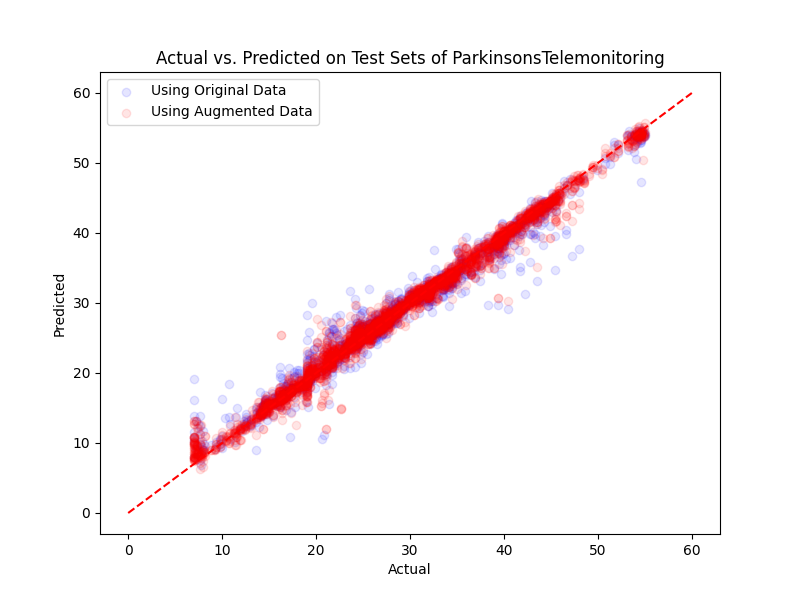 Actual vs. Predicted on Test Sets of ParkinsonsTelemonitoring
Using Original Data
Using Augmented Data
60
50
40
30
20
10
0
Predicted
0 10 20 30 40 50 60
Actual